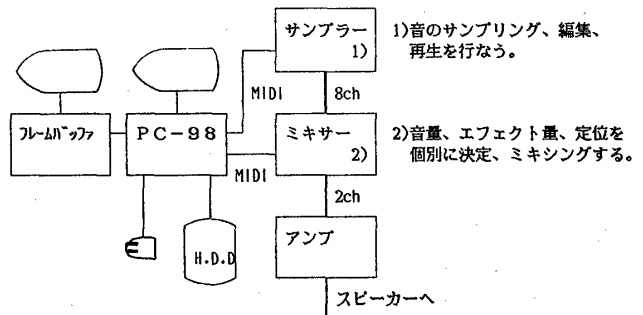 サンプラー
1)
1)音のサンプリング、編集、
再生を行なう。
MIDI
8ch
フレームバッファ
PC-98
ミキサー
2)
2)音量、エフェクト量、定位を
個別に決定、ミキシングする。
MIDI
2ch
H.D.D
アンプ
スピーカーへ